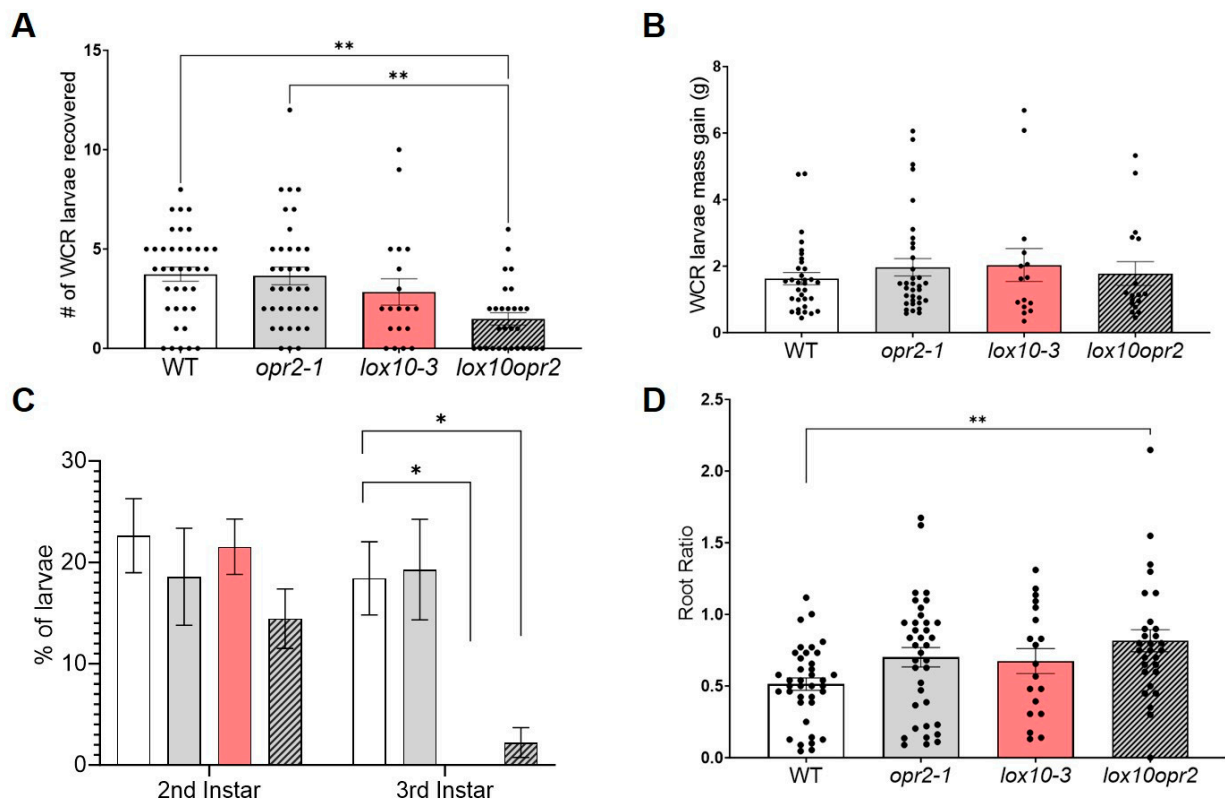 A
# of WCR larvae recovered
15
10
5
0
**
**
WT opr2-1 lox10-3 lox10opr2
B
WCR larvae mass gain (g)
8
6
4
2
0
WT opr2-1 lox10-3 lox10opr2
C
% of larvae
30
20
10
0
*
*
2nd Instar 3rd Instar
D
Root Ratio
2.5
2.0
1.5
1.0
0.5
0.0
**
WT opr2-1 lox10-3 lox10opr2